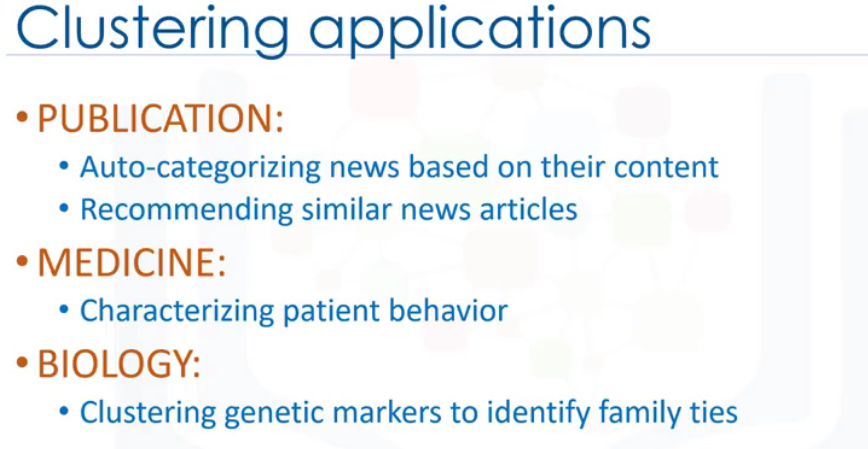 Clustering applications
• PUBLICATION:
• Auto-categorizing news based on their content
• Recommending similar news articles
• MEDICINE:
• Characterizing patient behavior
• BIOLOGY:
• Clustering genetic markers to identify family ties